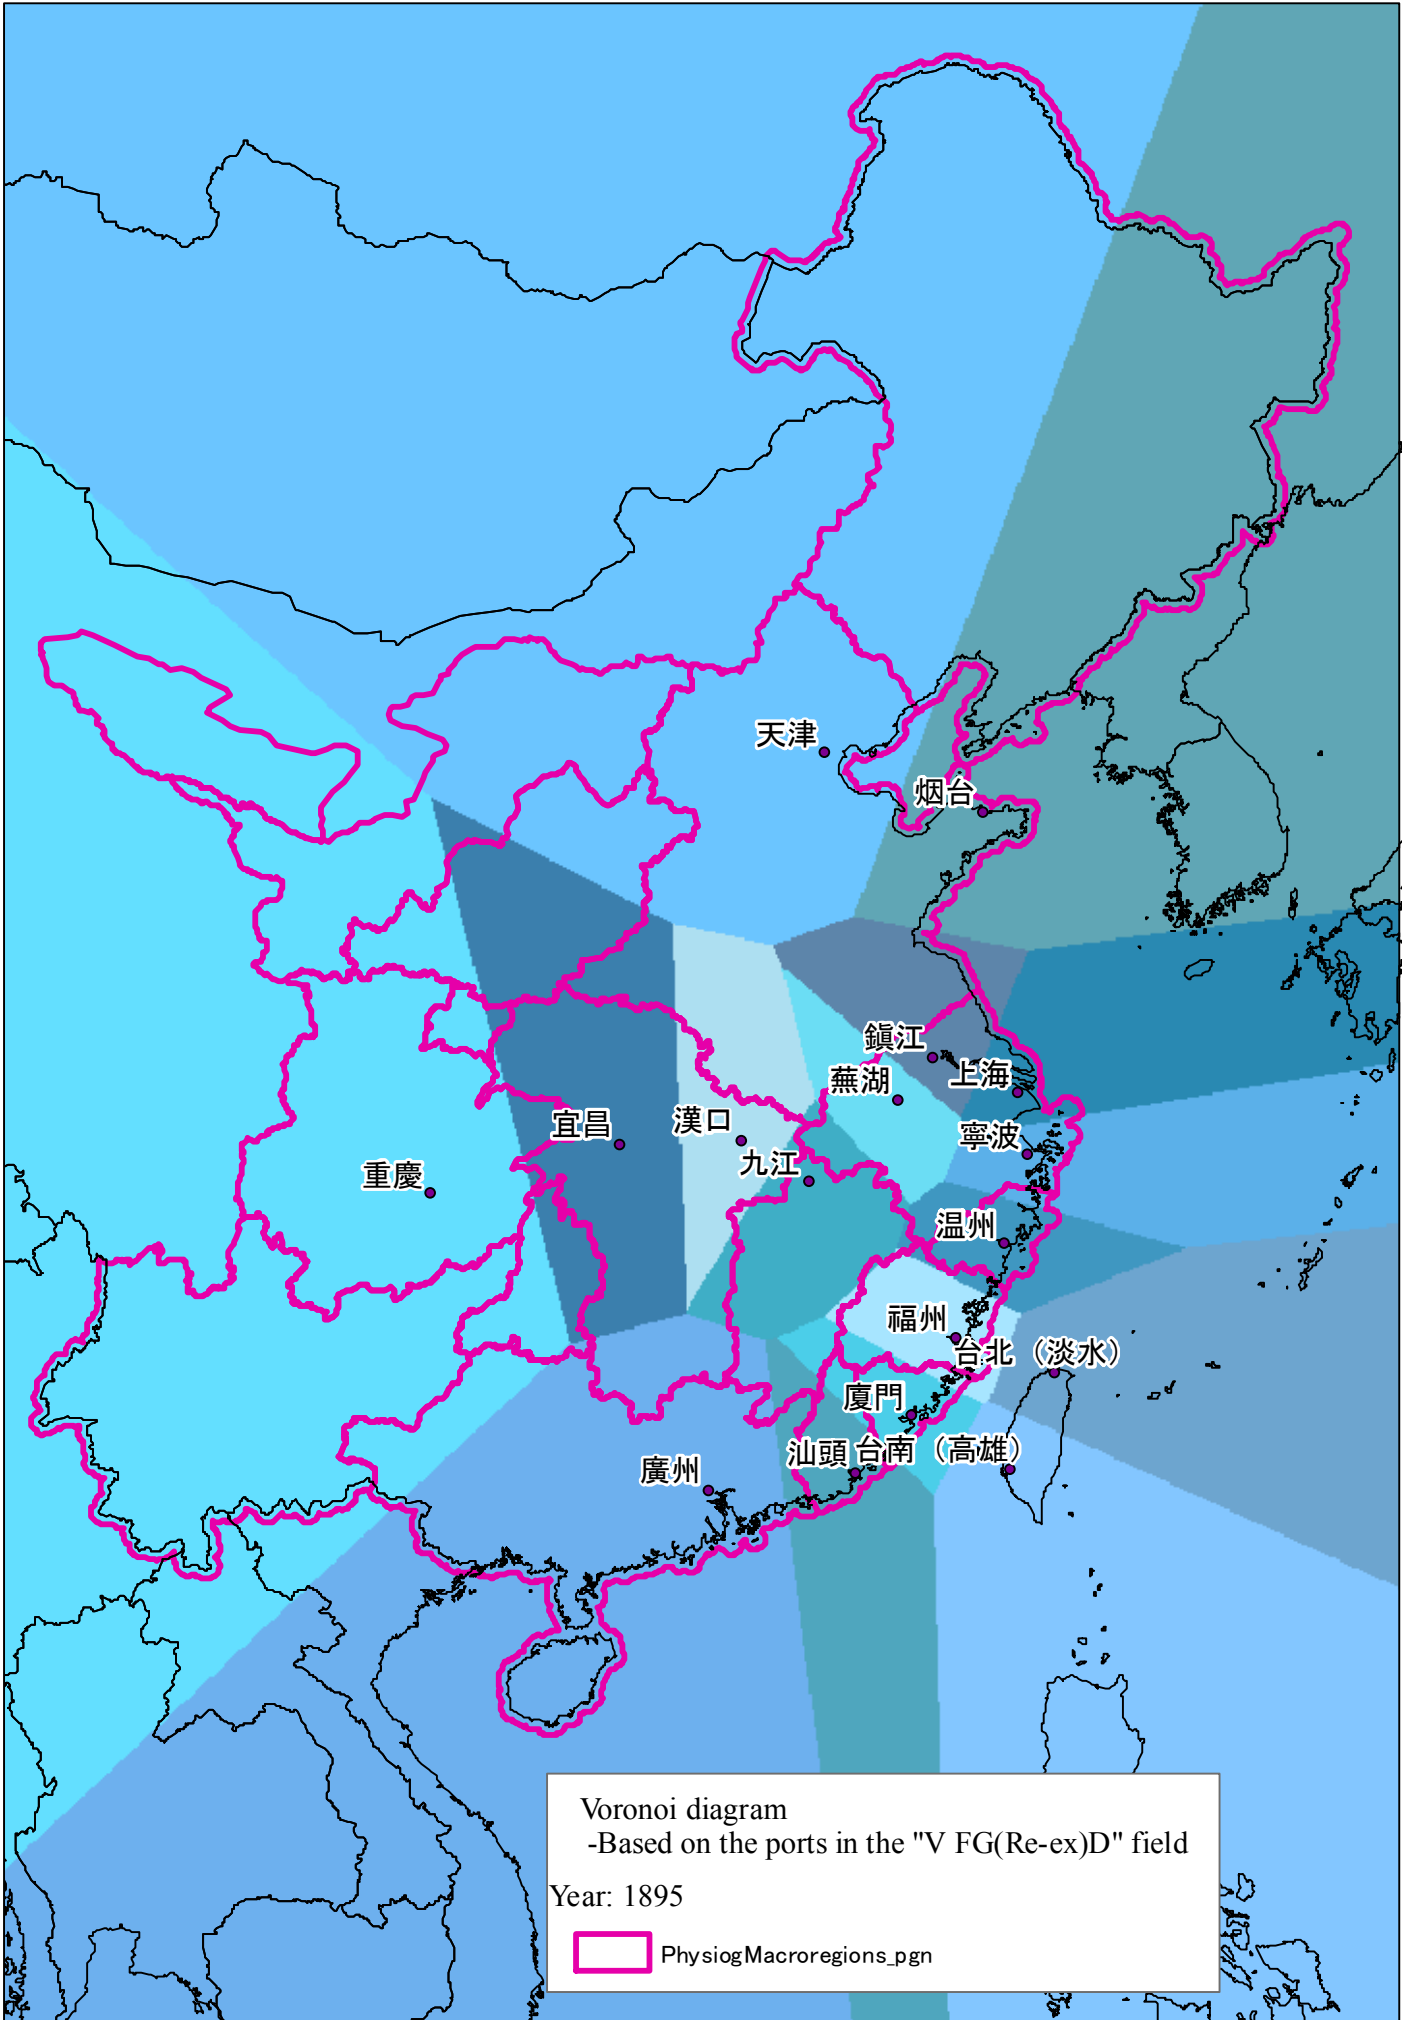 天津
烟台
鎮江
蕪湖
上海
宜昌
漢口
寧波
九江
重慶
温州
福州
台北（淡水）
廈門
汕頭
台南（高雄）
廣州
Voronoi diagram
-Based on the ports in the "V FG(Re-ex)D" field
Year: 1895
PhysiogMacroregions_pgn